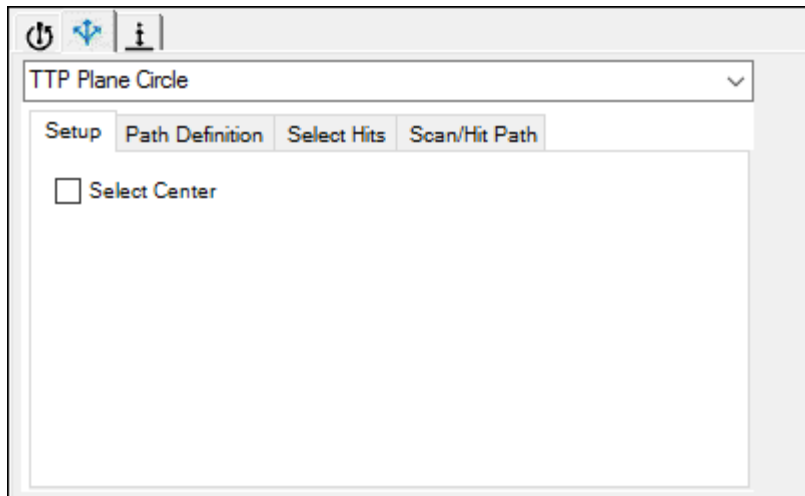 TTP Plane Circle
Setup Path Definition Select Hits Scan/Hit Path
Select Center